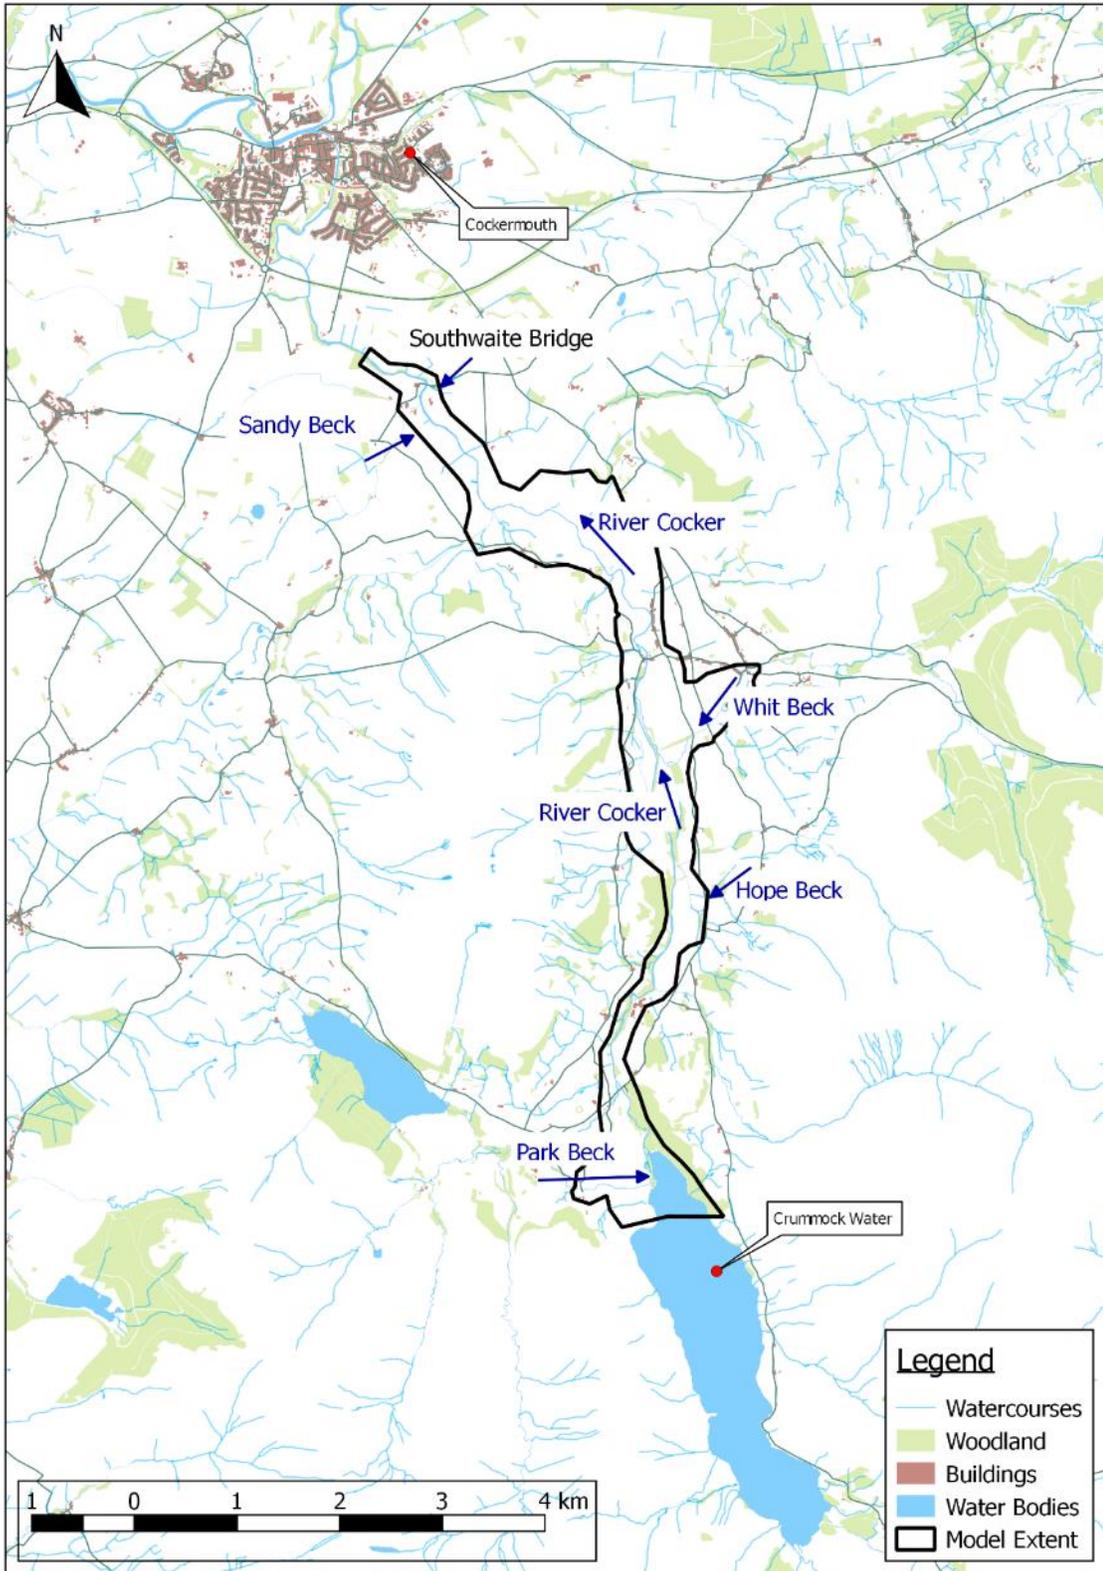 N
Cockermouth
Southwaite Bridge
Sandy Beck
River Cocker
Whit Beck
River Cocker
Hope Beck
Park Beck
Crummock Water
Legend
Watercourses
Woodland
Buildings
Water Bodies
Model Extent
1 0 1 2 3 4 km